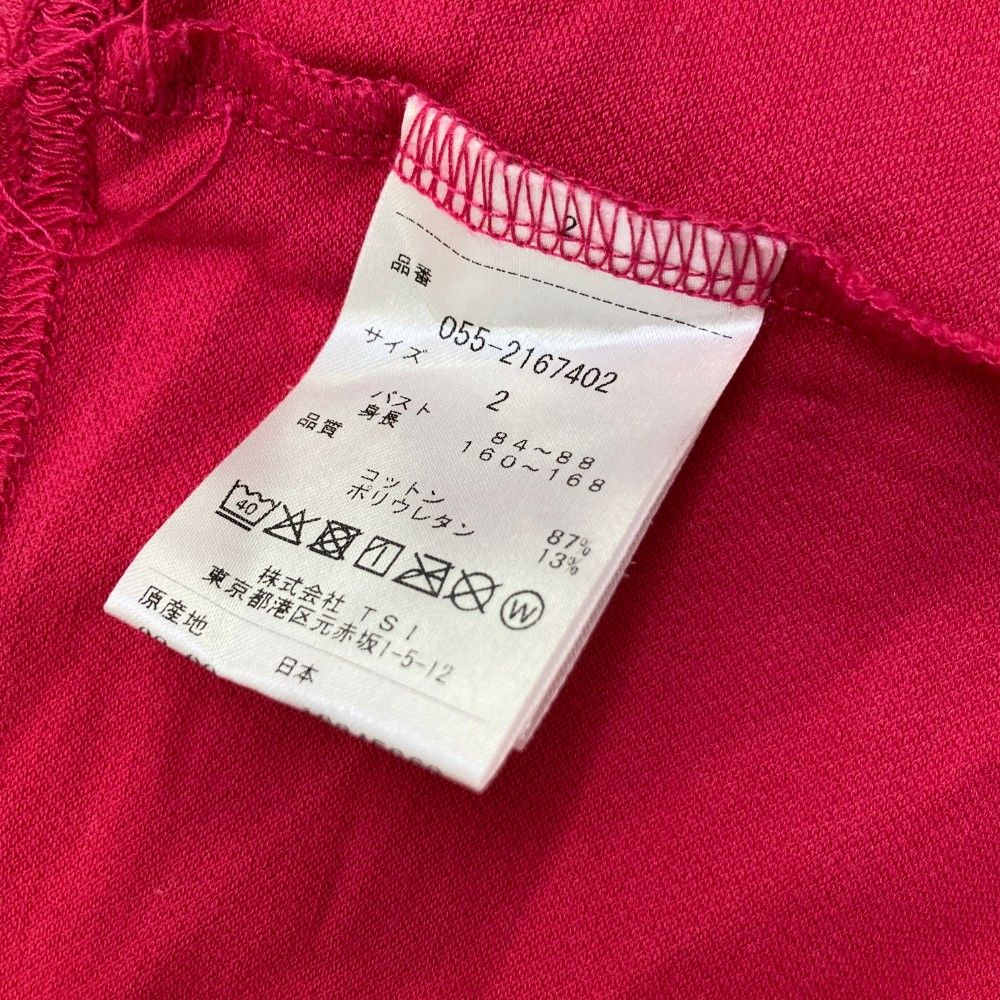 2
品番
055-2167402
サイズ
2
バスト 84～88
身長 160～168
品質
コットン 87%
ポリウレタン 13%
40
W
株式会社 TSI
東京都港区元赤坂1-5-12
原産地
日本